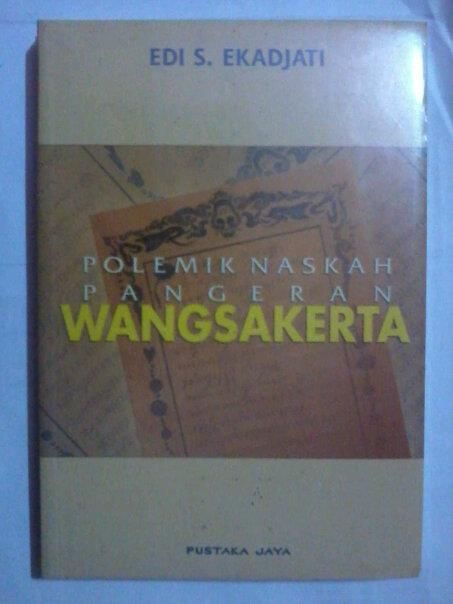 EDI S. EKADJATI
POLEMIK NASKAH
PANGERAN
WANGSAKERTA
PUSTAKA JAYA